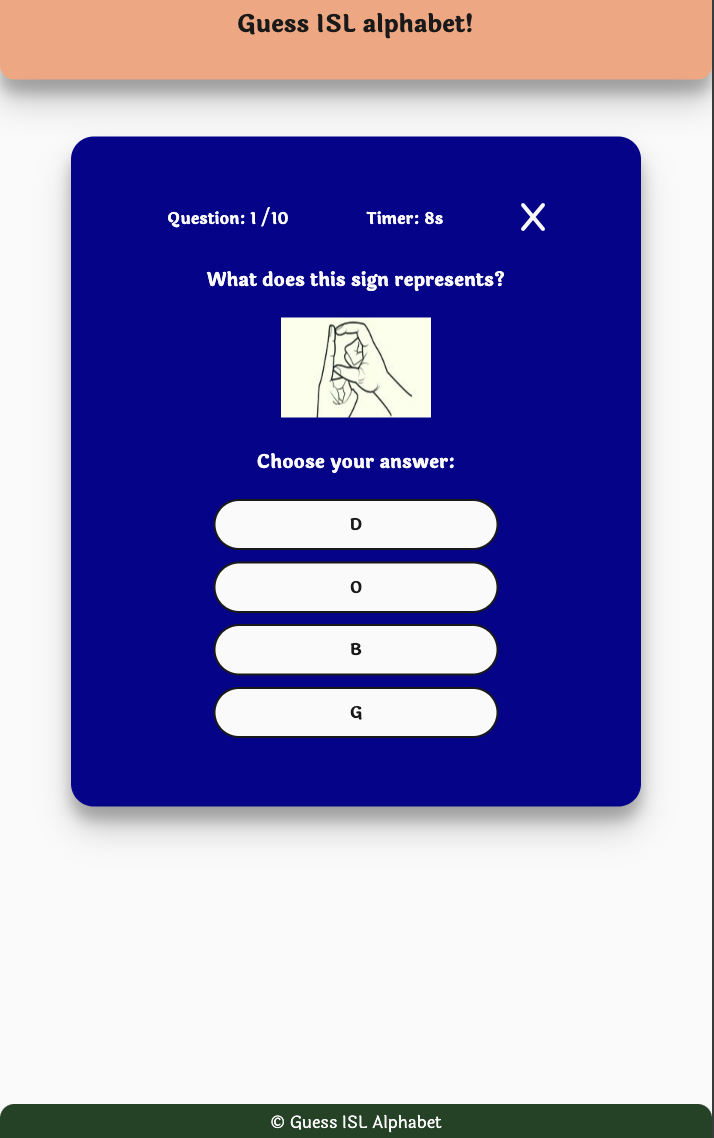 Guess ISL alphabet!
Question: 1 /10 Timer: 8s X
What does this sign represents?
Choose your answer:
D
O
B
G
© Guess ISL Alphabet